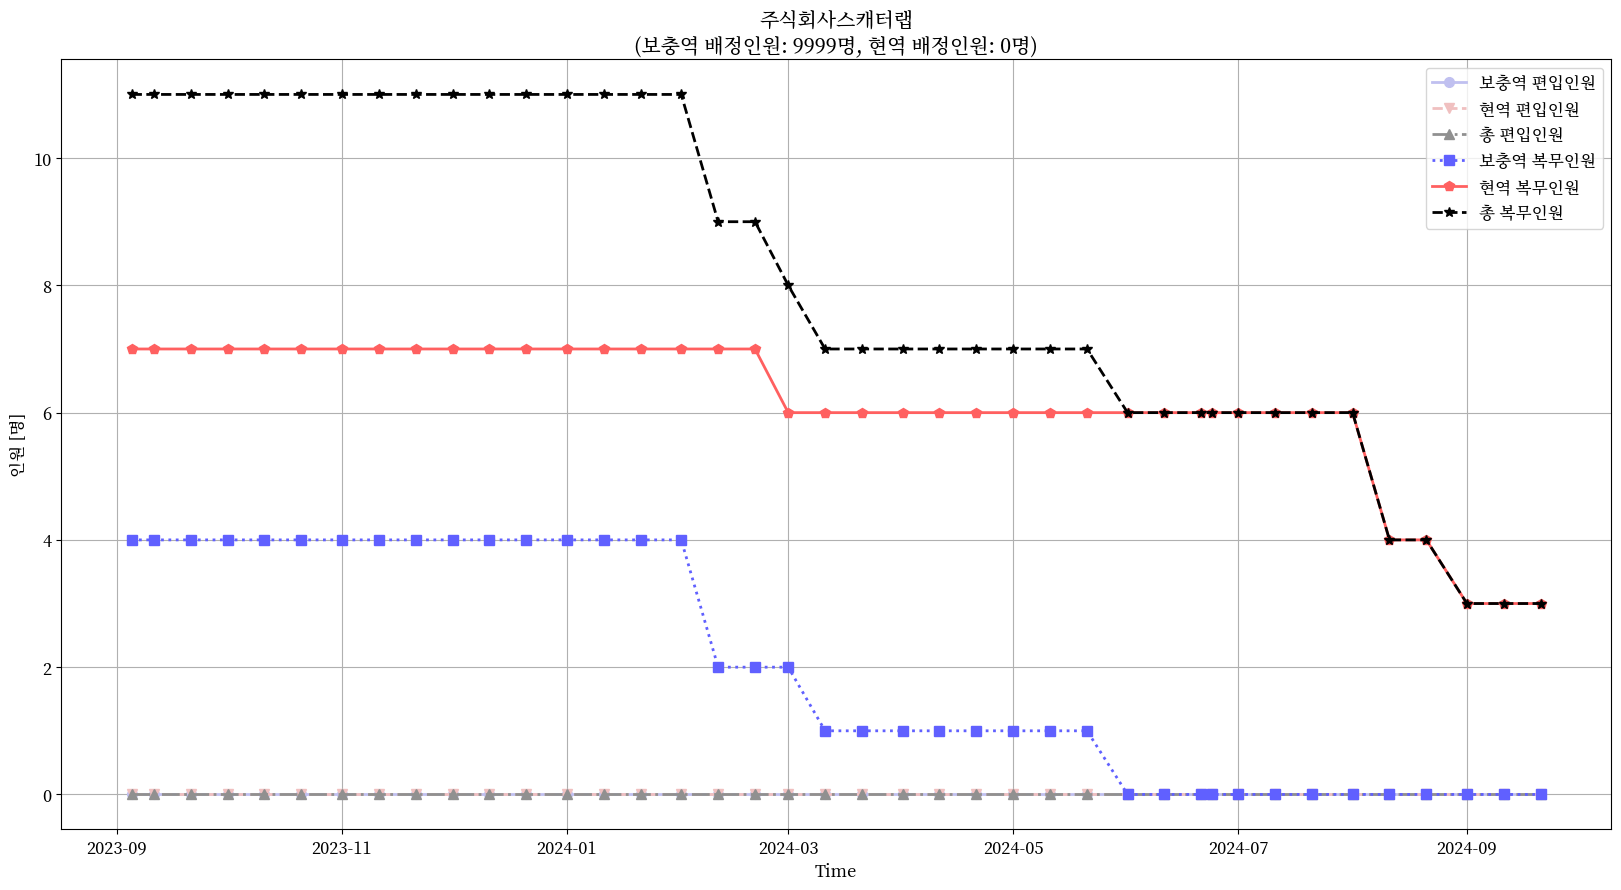 주식회사스캐터랩
(보충역 배정인원: 9999명, 현역 배정인원: 0명)
보충역 편입인원
현역 편입인원
총 편입인원
보충역 복무인원
현역 복무인원
총 복무인원
인원 [명]
10
8
6
4
2
0
2023-09
2023-11
2024-01
2024-03
2024-05
2024-07
2024-09
Time